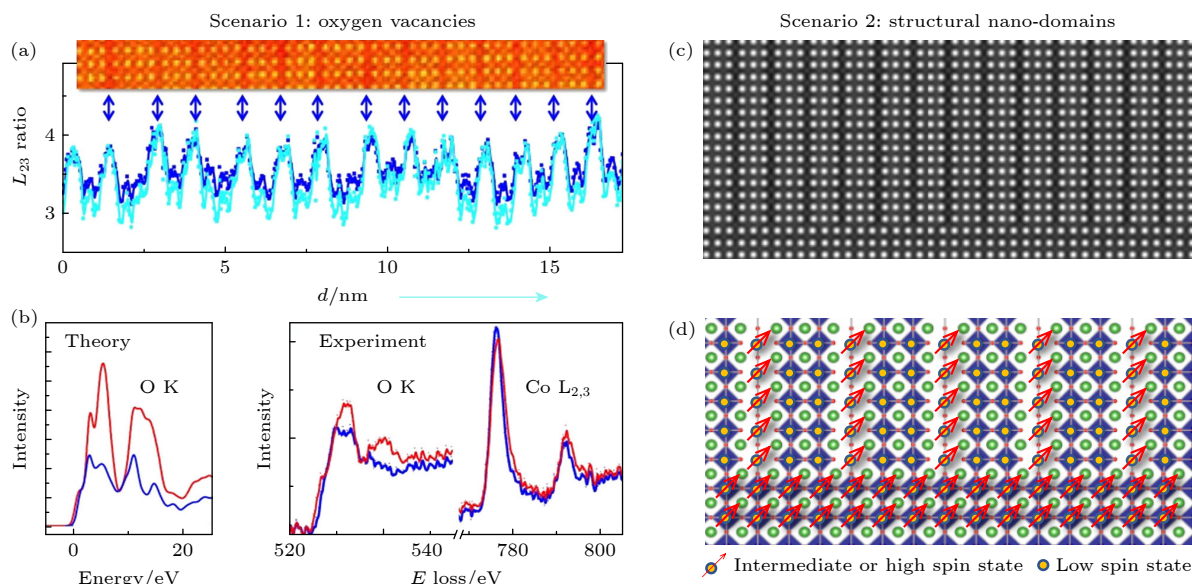 Scenario 1: oxygen vacancies
Scenario 2: structural nano-domains
(a)
L23 ratio
4
3
0
5
10
15
d/nm
(b)
Theory
O K
Intensity
0
20
Energy/eV
Experiment
O K
Co L2,3
Intensity
520
540
780
800
E loss/eV
(c)
(d)
Intermediate or high spin state
Low spin state